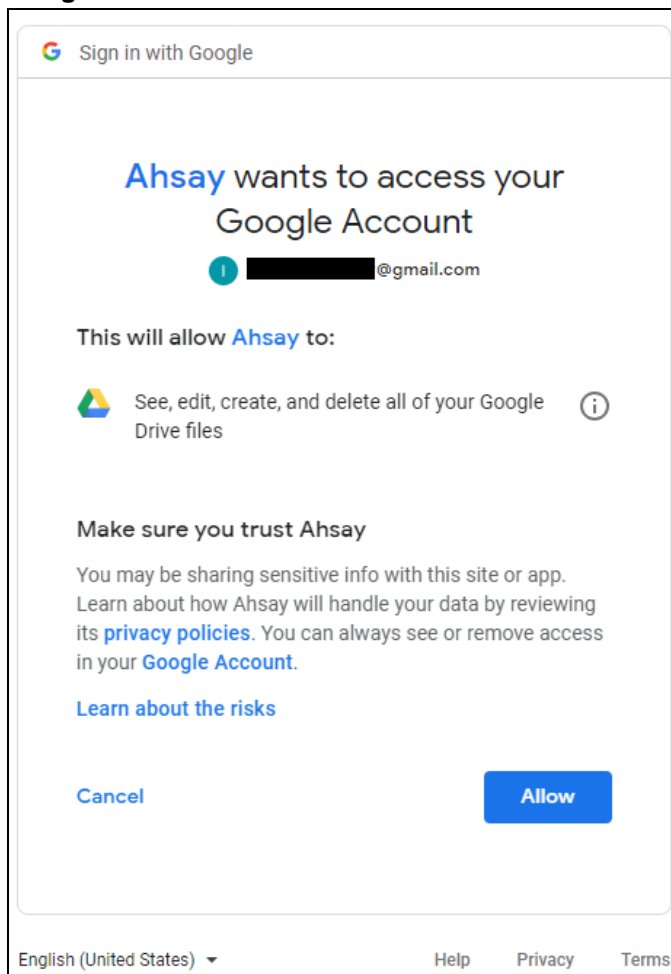 Sign in with Google
Ahsay wants to access your
Google Account
I
@gmail.com
This will allow Ahsay to:
See, edit, create, and delete all of your Google
Drive files
Make sure you trust Ahsay
You may be sharing sensitive info with this site or app.
Learn about how Ahsay will handle your data by reviewing
its privacy policies. You can always see or remove access
in your Google Account.
Learn about the risks
Cancel
Allow
English (United States)
Help
Privacy
Terms